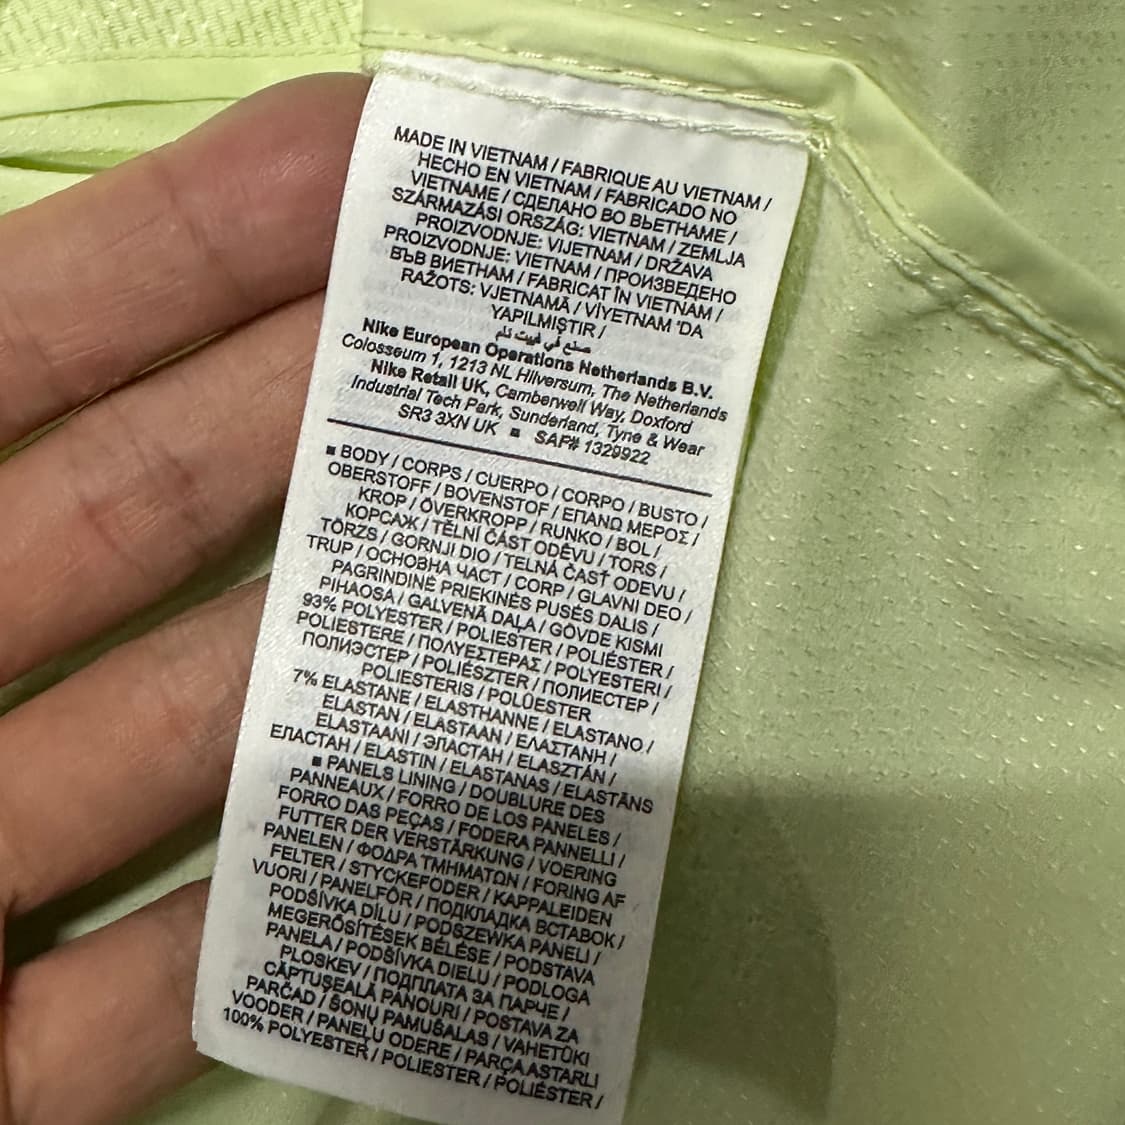 MADE IN VIETNAM / FABRIQUE AU VIETNAM /
HECHO EN VIETNAM / FABRICADO NO
VIETNAME / СДЕЛАНО ВО ВЬЕТНАМЕ /
SZÁRMAZÁSI ORSZÁG: VIETNAM / ZEMLJA
PROIZVODNJE: VIJETNAM / DRŽAVA
PROIZVODNJE: VIETNAM / ПРОИЗВЕДЕНО
ВЪВ ВИЕТНАМ / FABRICAT ÎN VIETNAM /
RAŽOTS: VJETNAMĀ / VİYETNAM 'DA
YAPILMIŞTIR /
صنع في فييت نام
Nike European Operations Netherlands B.V.
Colosseum 1, 1213 NL Hilversum, The Netherlands
Nike Retail UK, Camberwell Way, Doxford
Industrial Tech Park, Sunderland, Tyne & Wear
SR3 3XN UK ■ SAP# 1329922
■ BODY / CORPS / CUERPO / CORPO / BUSTO /
OBERSTOFF / BOVENSTOF / ΕΠΑΝΩ ΜΕΡΟΣ /
KROP / ÖVERKROPP / RUNKO / BOL /
КОРСАЖ / TĚLNÍ ČÁST ODĚVU / TORS /
TÖRZS / GORNJI DIO / TELNÁ ČASŤ ODEVU /
TRUP / ОСНОВНА ЧАСТ / CORP / GLAVNI DEO /
PAGRINDINĖ PRIEKINĖS PUSĖS DALIS /
PIHAOSA / GALVENĀ DAĻA / GÖVDE KISMI
93% POLYESTER / POLIESTER / POLIÉSTER /
POLIESTERE / ΠΟΛΥΕΣΤΕΡΑΣ / POLYESTERI /
ПОЛИЭСТЕР / POLIÉSZTER / ПОЛИЕСТЕР /
POLIESTERIS / POLÜESTER
7% ELASTANE / ELASTHANNE / ELASTANO /
ELASTAN / ELASTAAN / ΕΛΑΣΤΑΝΗ /
ELASTAANI / ЭЛАСТАН / ELASZTÁN /
ЕЛАСТАН / ELASTIN / ELASTANAS / ELASTĀNS
■ PANELS LINING / DOUBLURE DES
PANNEAUX / FORRO DE LOS PANELES /
FORRO DAS PEÇAS / FODERA PANNELLI /
FUTTER DER VERSTÄRKUNG / VOERING
PANELEN / ΦΟΔΡΑ ΤΜΗΜΑΤΩΝ / FORING AF
FELTER / STYCKEFODER / KAPPALEIDEN
VUORI / PANELFÔR / ПОДКЛАДКА ВСТАВОК /
PODŠÍVKA DÍLU / PODSZEWKA PANELI /
MEGERŐSÍTÉSEK BÉLÉSE / PODSTAVA
PANELA / PODŠÍVKA DIELU / PODLOGA
PLOSKEV / ПОДПЛАТА ЗА ПАРЧЕ /
CĂPTUŞEALĂ PANOURI / POSTAVA ZA
PARČAD / ŠONŲ PAMUŠALAS / VAHETÜKI
VOODER / PANEĻU ODERE / PARÇA ASTARLI
100% POLYESTER / POLIESTER / POLIÉSTER /